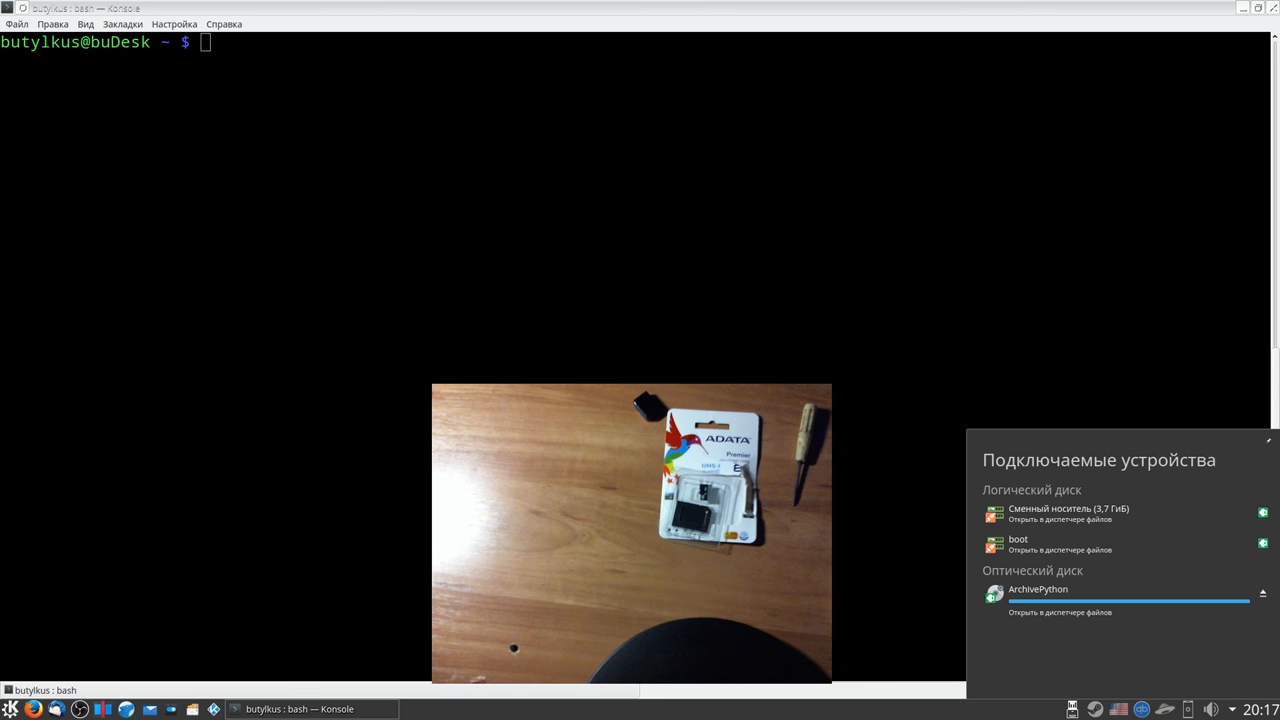 butylkus : bash — Konsole
Файл Правка Вид Закладки Настройка Справка
butylkus@buDesk ~ $
ADATA
Premier
UHS-I
Подключаемые устройства
Логический диск
Сменный носитель (3,7 ГиБ)
Открыть в диспетчере файлов
boot
Открыть в диспетчере файлов
Оптический диск
ArchivePython
Открыть в диспетчере файлов
butylkus : bash
butylkus : bash — Konsole
20:17